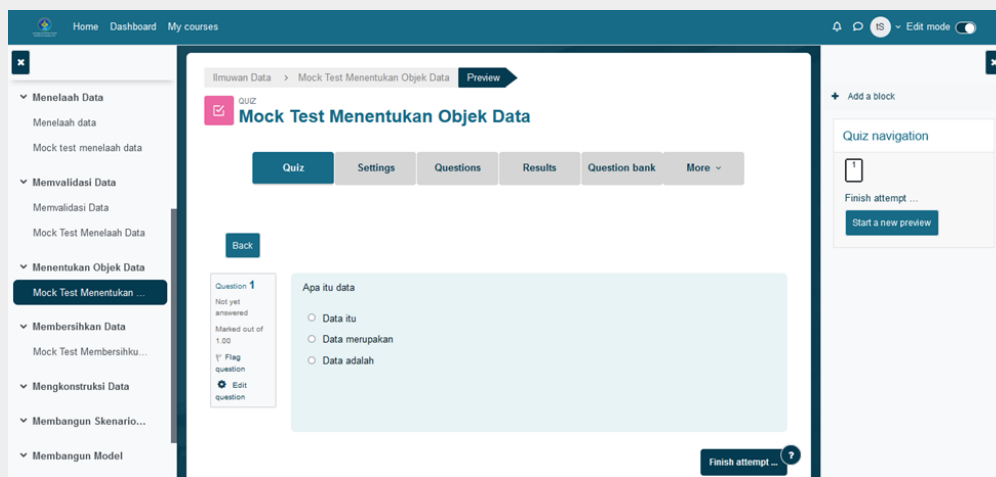 Home Dashboard My courses
tS Edit mode
Menelaah Data
Menelaah data
Mock test menelaah data
Memvalidasi Data
Memvalidasi Data
Mock Test Menelaah Data
Menentukan Objek Data
Mock Test Menentukan ...
Membersihkan Data
Mock Test Membersihku...
Mengkonstruksi Data
Membangun Skenario...
Membangun Model
Ilmuwan Data > Mock Test Menentukan Objek Data Preview
QUIZ
Mock Test Menentukan Objek Data
Quiz Settings Questions Results Question bank More
Back
Question 1
Not yet
answered
Marked out of
1.00
Flag
question
Edit
question
Apa itu data
Data itu
Data merupakan
Data adalah
Finish attempt ...
?
+ Add a block
Quiz navigation
1
Finish attempt ...
Start a new preview